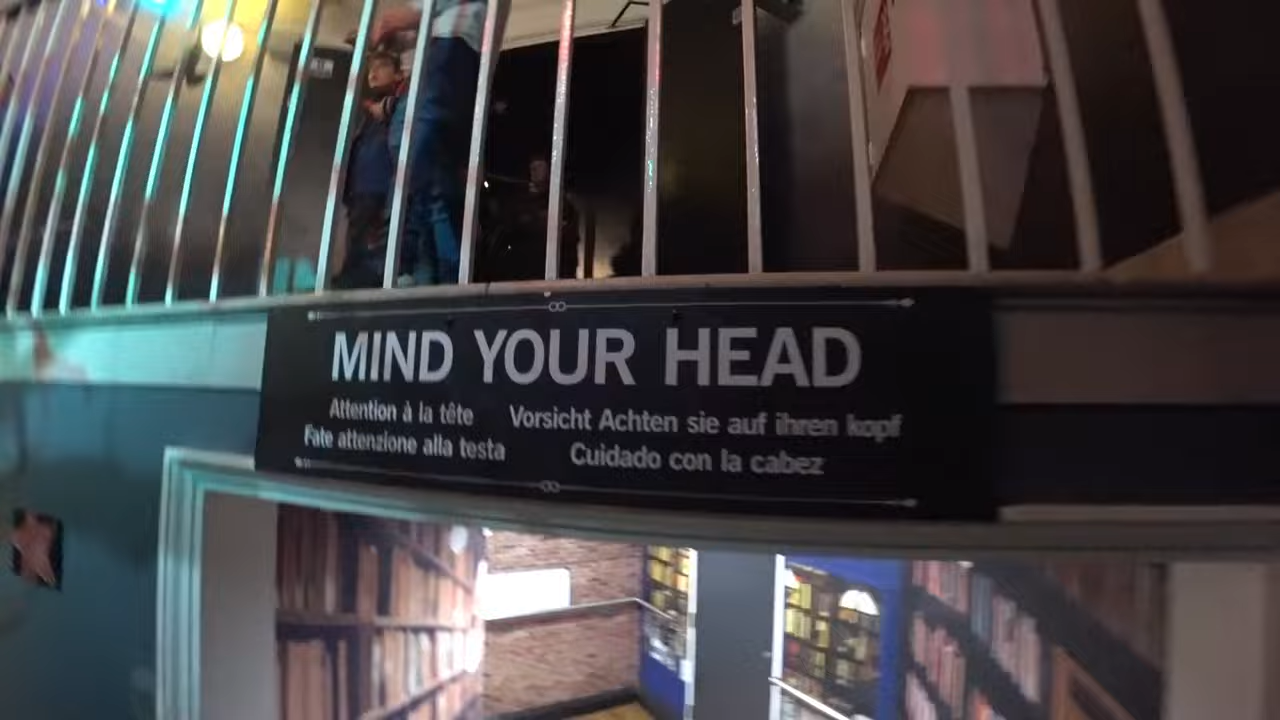 MIND YOUR HEAD
Attention à la tête
Vorsicht Achten sie auf ihren kopf
Fate attenzione alla testa
Cuidado con la cabez